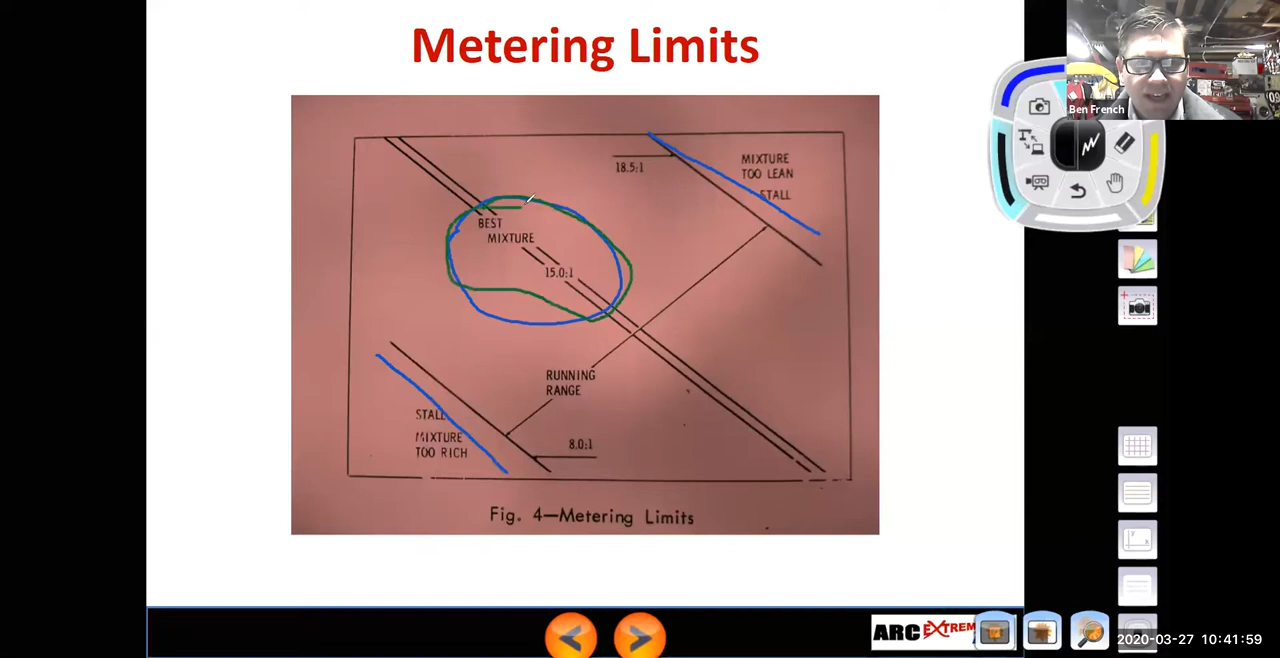 Metering Limits
Ben French
18.5:1
MIXTURE
TOO LEAN
STALL
BEST
MIXTURE
15.0:1
RUNNING
RANGE
STALL
MIXTURE
TOO RICH
8.0:1
Fig. 4—Metering Limits
ARC EXTREM
2020-03-27 10:41:59